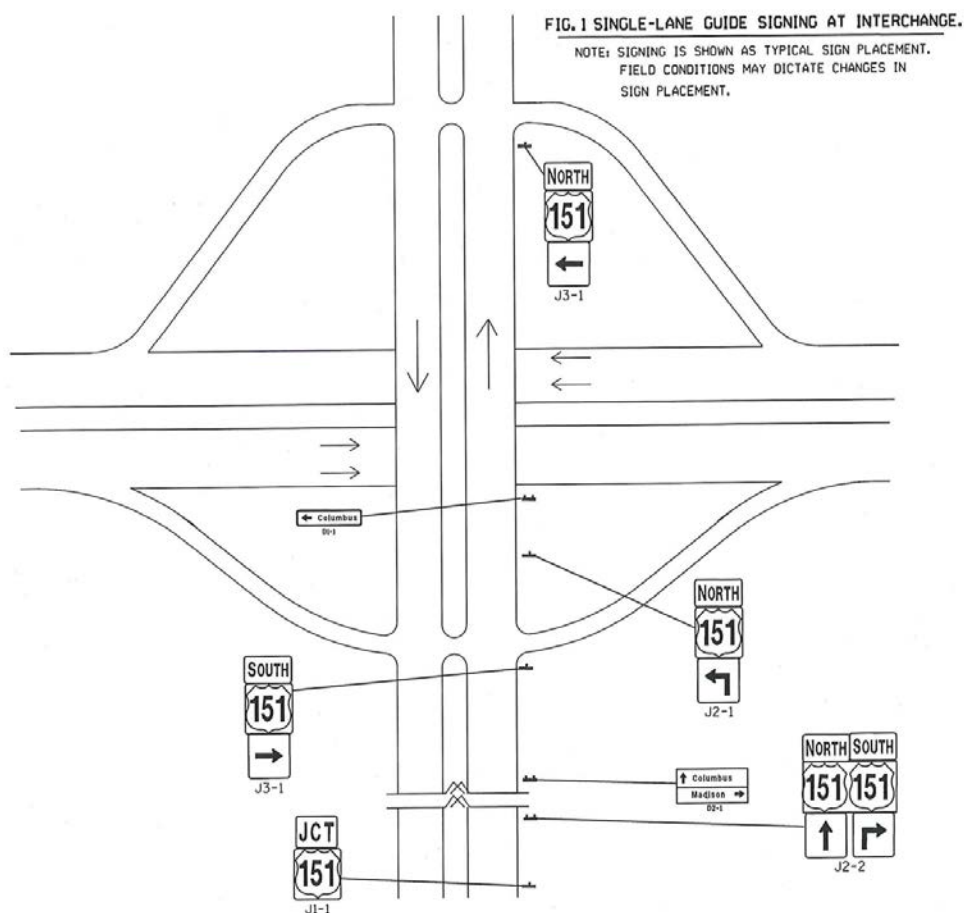 FIG. 1 SINGLE-LANE GUIDE SIGNING AT INTERCHANGE.
NOTE: SIGNING IS SHOWN AS TYPICAL SIGN PLACEMENT.
FIELD CONDITIONS MAY DICTATE CHANGES IN
SIGN PLACEMENT.
NORTH
151
J3-1
← Columbus
D1-1
NORTH
151
J2-1
SOUTH
151
J3-1
↑ Columbus
Madison →
D2-1
NORTH SOUTH
151 151
J2-2
JCT
151
J1-1